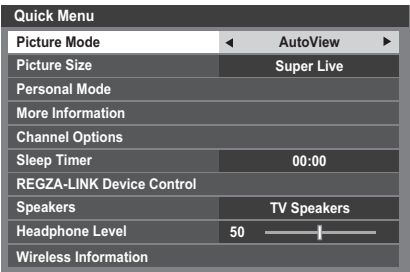 Quick Menu
Picture Mode ◀ AutoView ▶
Picture Size Super Live
Personal Mode
More Information
Channel Options
Sleep Timer 00:00
REGZA-LINK Device Control
Speakers TV Speakers
Headphone Level 50
Wireless Information